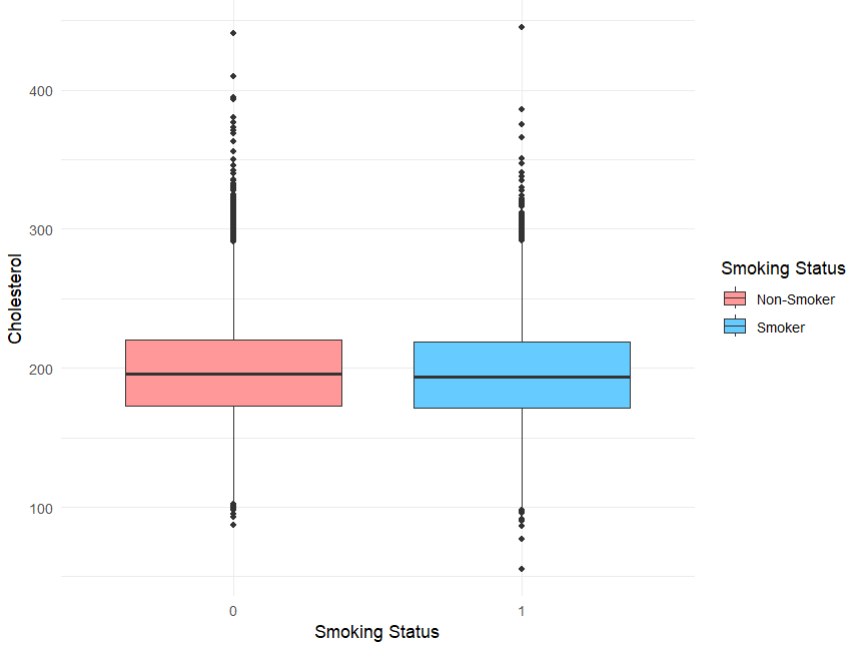 400
300
200
100
Cholesterol
0
1
Smoking Status
Smoking Status
Non-Smoker
Smoker